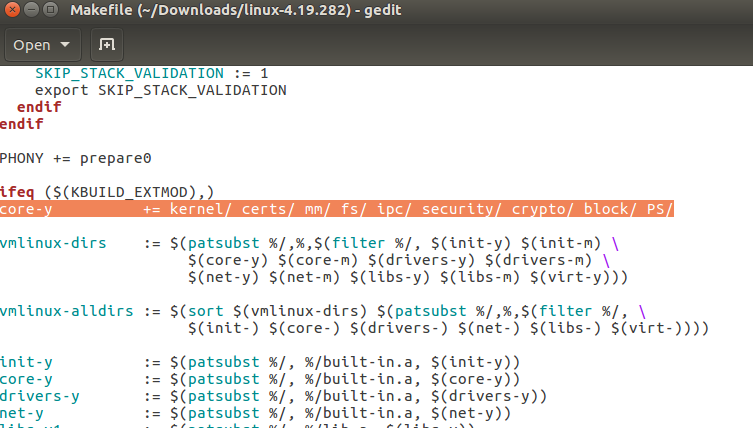 Makefile (~/Downloads/linux-4.19.282) - gedit
Open
SKIP_STACK_VALIDATION := 1
export SKIP_STACK_VALIDATION
endif
endif
PHONY += prepare0
ifeq ($(KBUILD_EXTMOD),)
core-y += kernel/ certs/ mm/ fs/ ipc/ security/ crypto/ block/ PS/
vmlinux-dirs := $(patsubst %/,%,$(filter %/, $(init-y) $(init-m) \
$(core-y) $(core-m) $(drivers-y) $(drivers-m) \
$(net-y) $(net-m) $(libs-y) $(libs-m) $(virt-y)))
vmlinux-alldirs := $(sort $(vmlinux-dirs) $(patsubst %/,%,$(filter %/, \
$(init-) $(core-) $(drivers-) $(net-) $(libs-) $(virt-))))
init-y := $(patsubst %/, %/built-in.a, $(init-y))
core-y := $(patsubst %/, %/built-in.a, $(core-y))
drivers-y := $(patsubst %/, %/built-in.a, $(drivers-y))
net-y := $(patsubst %/, %/built-in.a, $(net-y))